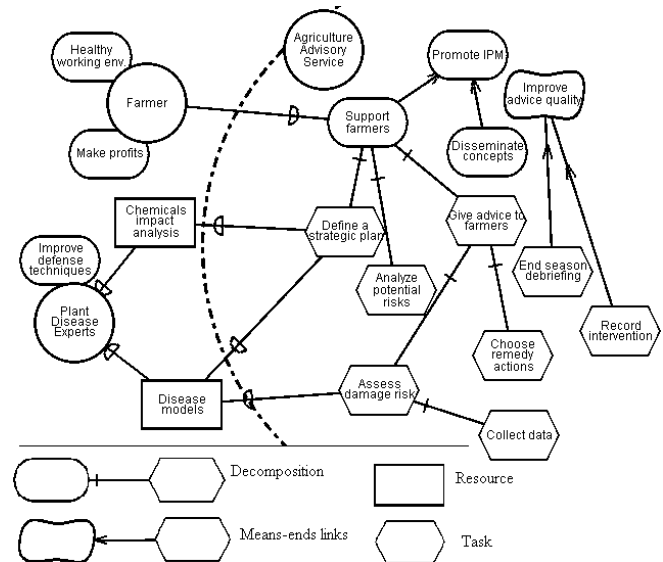 Healthy
working env.
Farmer
Make profits
Agriculture
Advisory
Service
Promote IPM
Improve
advice quality
Support
farmers
Disseminate
concepts
Chemicals
impact
analysis
Define a
strategic plan
Give advice to
farmers
Improve
defense
techniques
Analyze
potential
risks
End season
debriefing
Plant
Disease
Experts
Record
intervention
Choose
remedy
actions
Disease
models
Assess
damage risk
Collect data
Decomposition
Resource
Means-ends links
Task